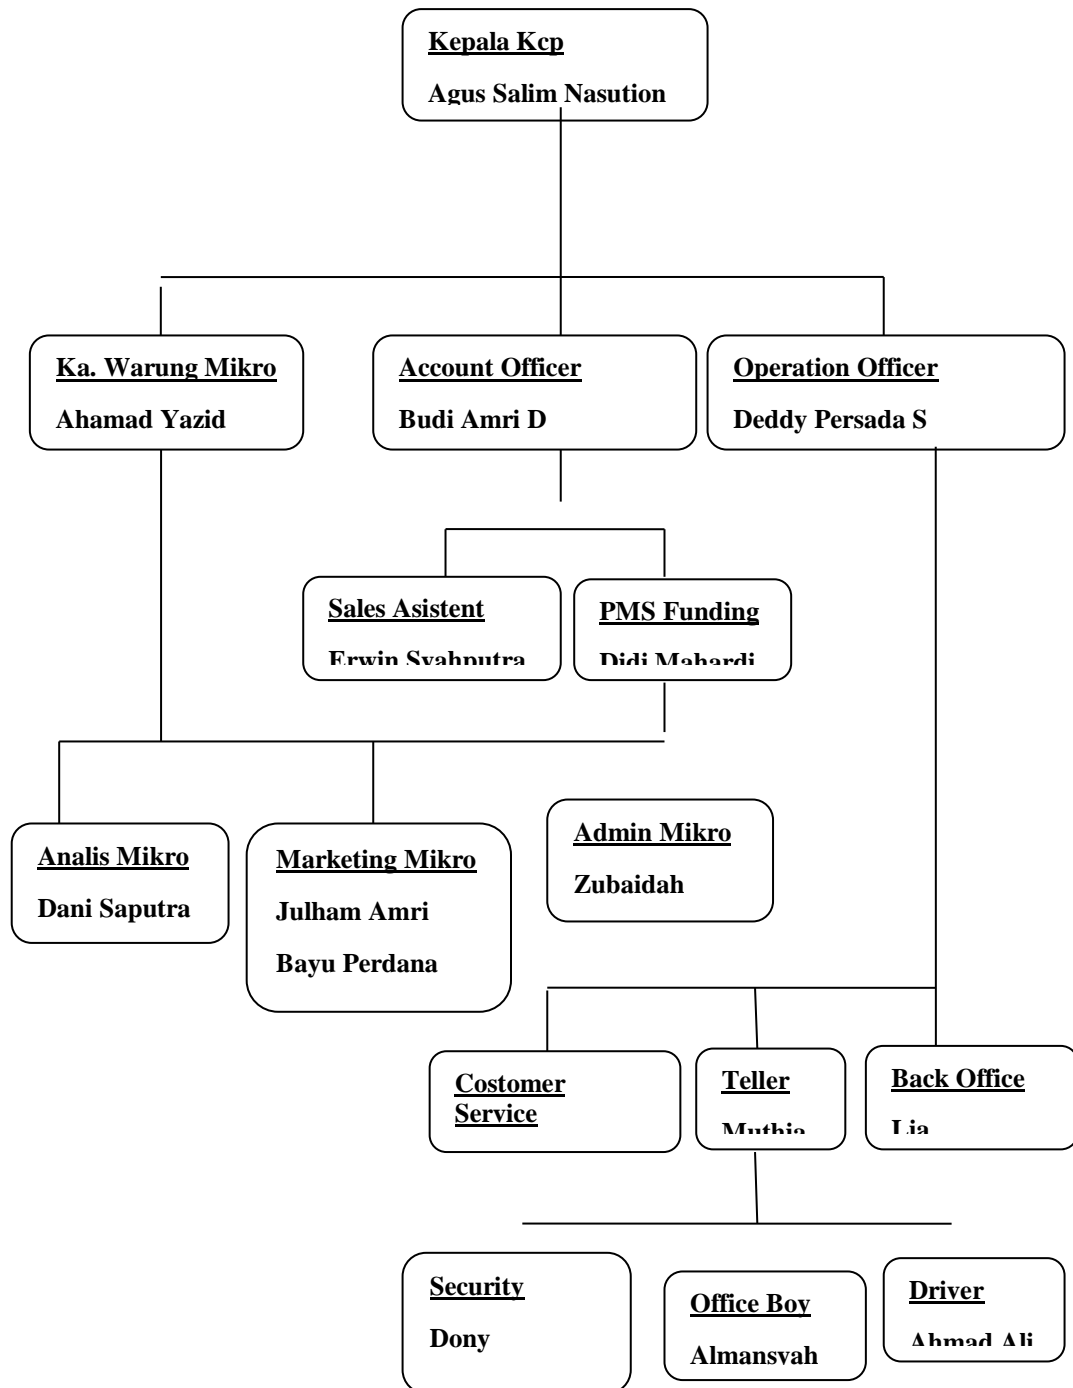 Kepala Kcp
Agus Salim Nasution
Ka. Warung Mikro
Ahamad Yazid
Account Officer
Budi Amri D
Operation Officer
Deddy Persada S
Sales Asistent
Erwin Syahputra
PMS Funding
Didi Mahardi
Analis Mikro
Dani Saputra
Marketing Mikro
Julham Amri
Bayu Perdana
Admin Mikro
Zubaidah
Costomer
Service
Teller
Muthia
Back Office
Lia
Security
Dony
Office Boy
Almansyah
Driver
Ahmad Ali